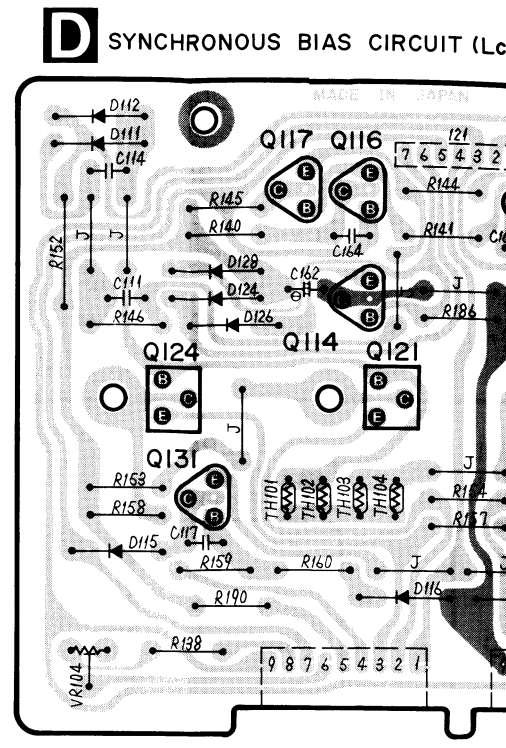 D SYNCHRONOUS BIAS CIRCUIT (Lc
MADE IN JAPAN
D112
D111
C114
Q117 Q116
121
7 6 5 4 3 2
E E
C C
B B
R144
R145
R140
R141
C164
R152
J J
D128
D124
D126
C162
E
B
J
R186
C111
R146
Q114
Q124
Q121
B B
C C
E E
J
Q131
E
C
B
J
R153
R158
TH101 TH102 TH103 TH104
C117
D115
R159 R160 J
D116
R190
R138
VR104
9 8 7 6 5 4 3 2 1